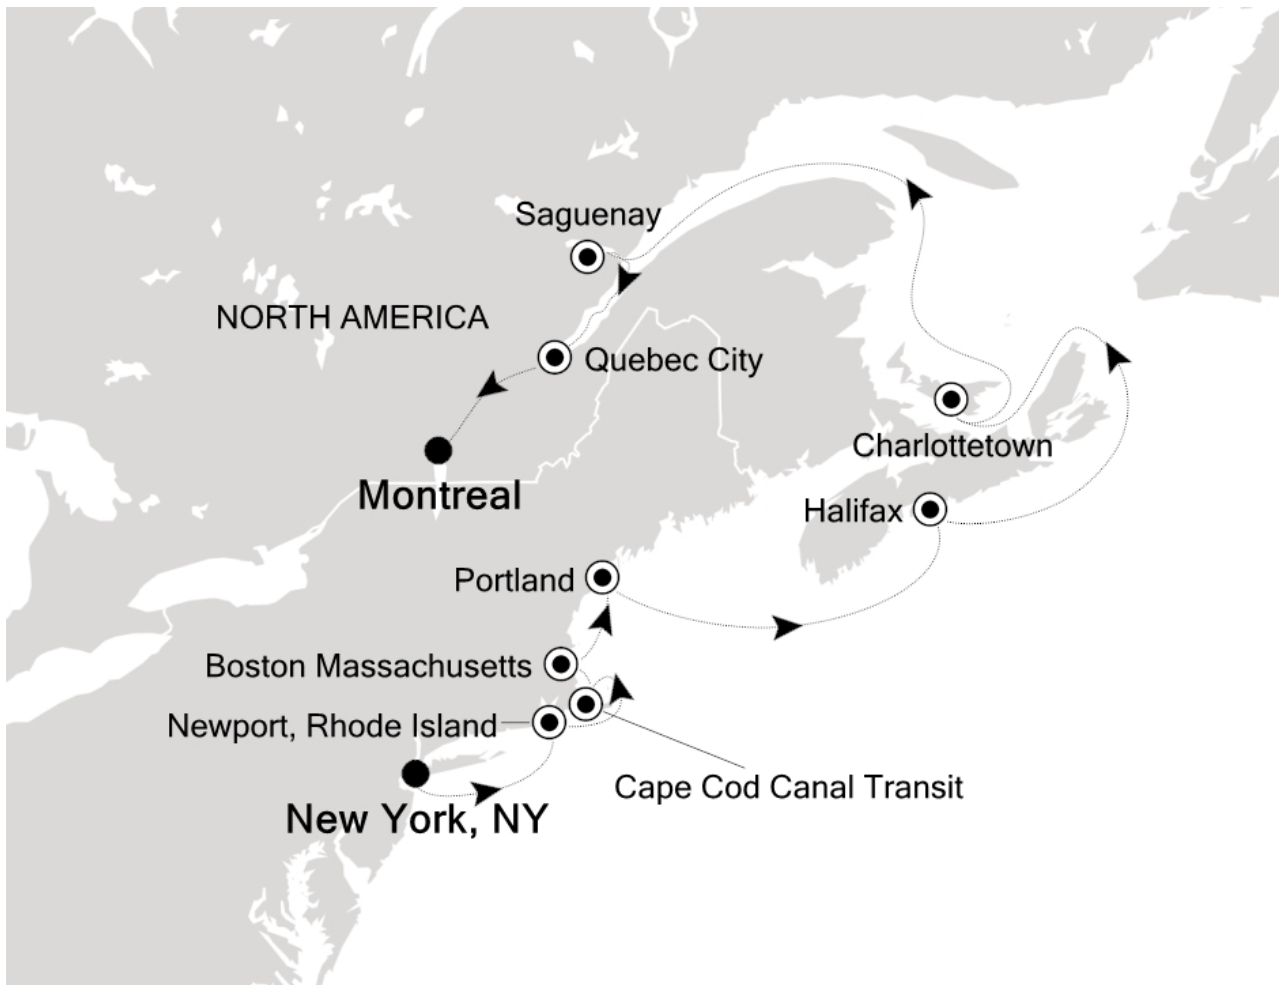 Saguenay
NORTH AMERICA
Quebec City
Charlottetown
Montreal
Halifax
Portland
Boston Massachusetts
Newport, Rhode Island
Cape Cod Canal Transit
New York, NY